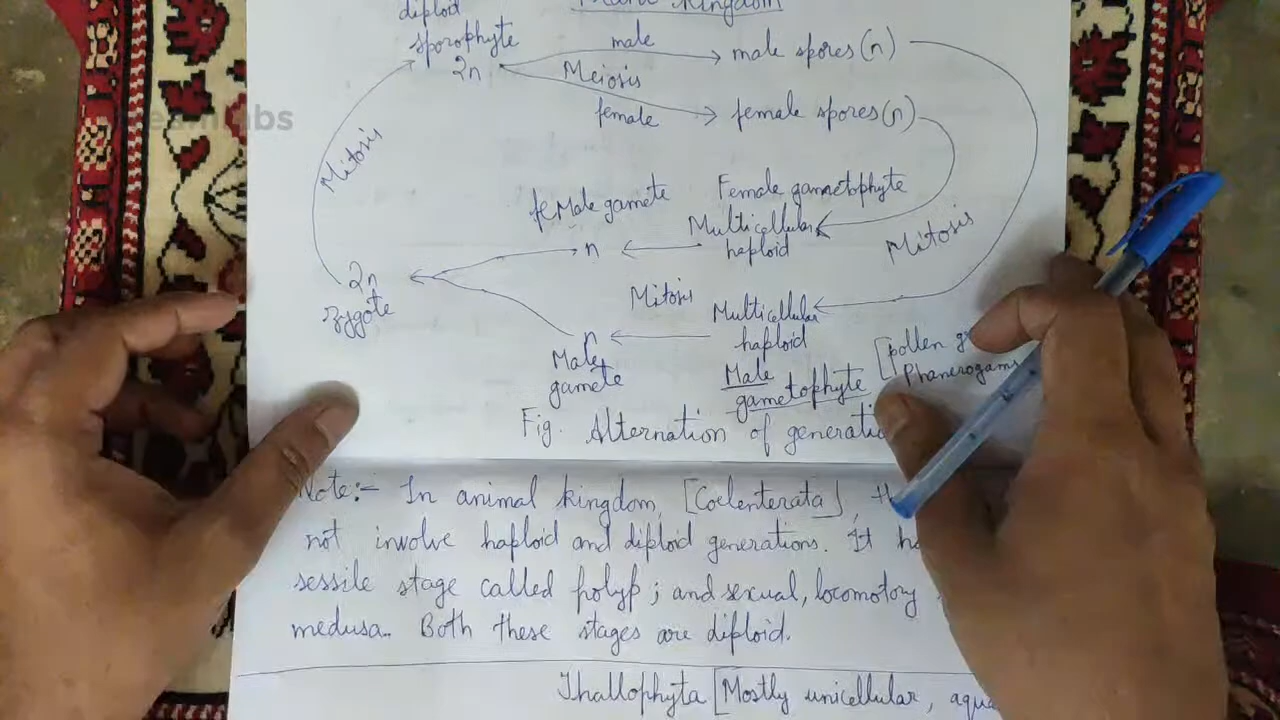 Plant Kingdom
diploid
sporophyte
2n
male
male spores (n)
Meiosis
female
female spores (n)
Mitosis
feMale gamete
Female gametophyte
n
Multicellular
haploid
Mitosis
2n
zygote
Mitosis
Multicellular
haploid
n
Male
gamete
Male
gametophyte
[pollen
Phanerogams
Fig. Alternation of
Note:- In animal kingdom, [Coelenterata],
not involve haploid and diploid generations. It
sessile stage called polyp ; and sexual, locomotory
medusa. Both these stages are diploid.
Thallophyta [Mostly unicellular,